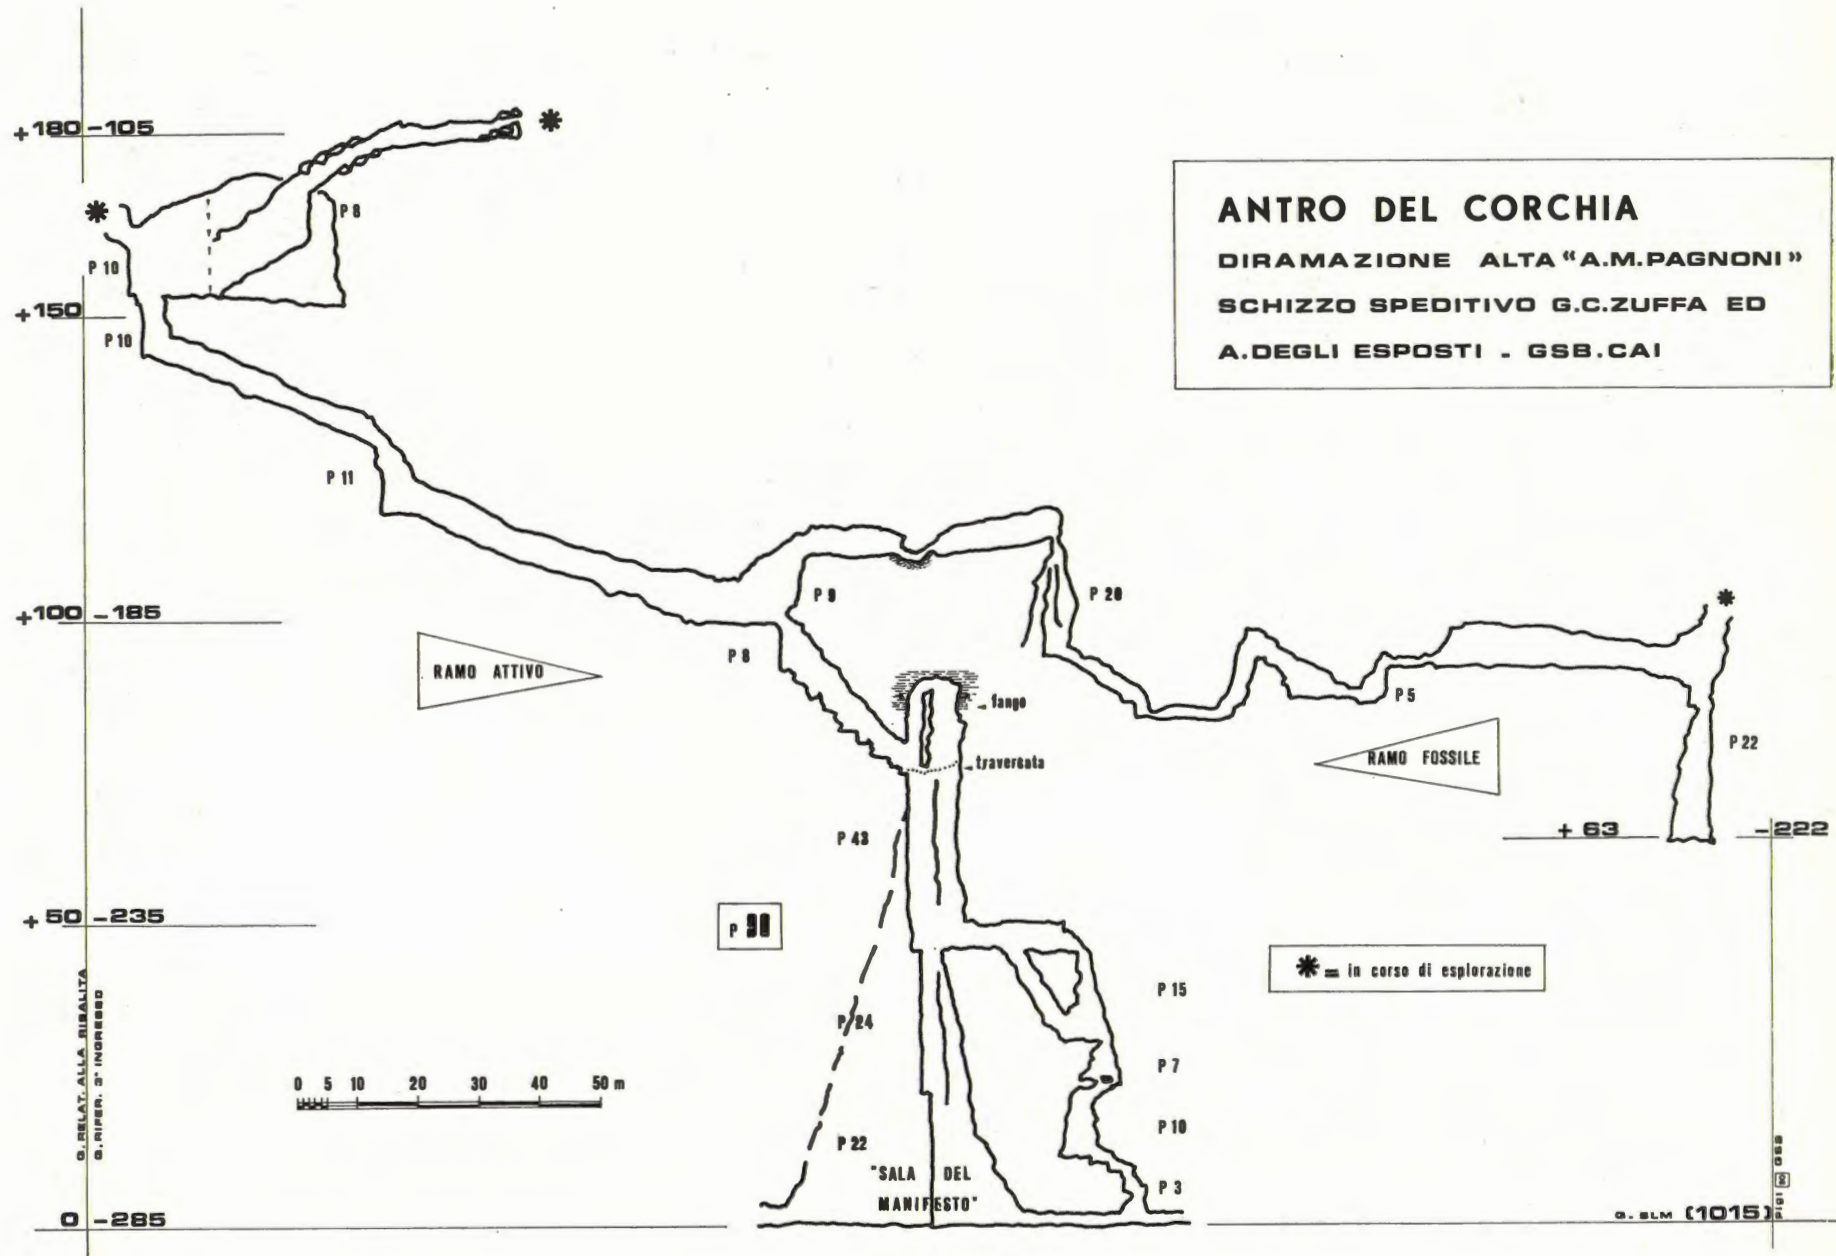 +180 -105
P 8
P 10
+150
P 10
P 11
ANTRO DEL CORCHIA
DIRAMAZIONE ALTA “A.M.PAGNONI”
SCHIZZO SPEDITIVO G.C.ZUFFA ED
A.DEGLI ESPOSTI - GSB.CAI
P 9
P 20
+100 -185
P 8
RAMO ATTIVO
fango
P 5
traversata
RAMO FOSSILE
P 22
P 43
+ 63 -222
+ 50 -235
P 90
* = in corso di esplorazione
P 15
P 24
P 7
0 5 10 20 30 40 50 m
P 10
P 22
"SALA DEL
MANIFESTO"
P 3
Q.RELAT. ALLA RISALITA
Q.RIFER. 3° INGRESSO
0 -285
Q. SLM (1015)